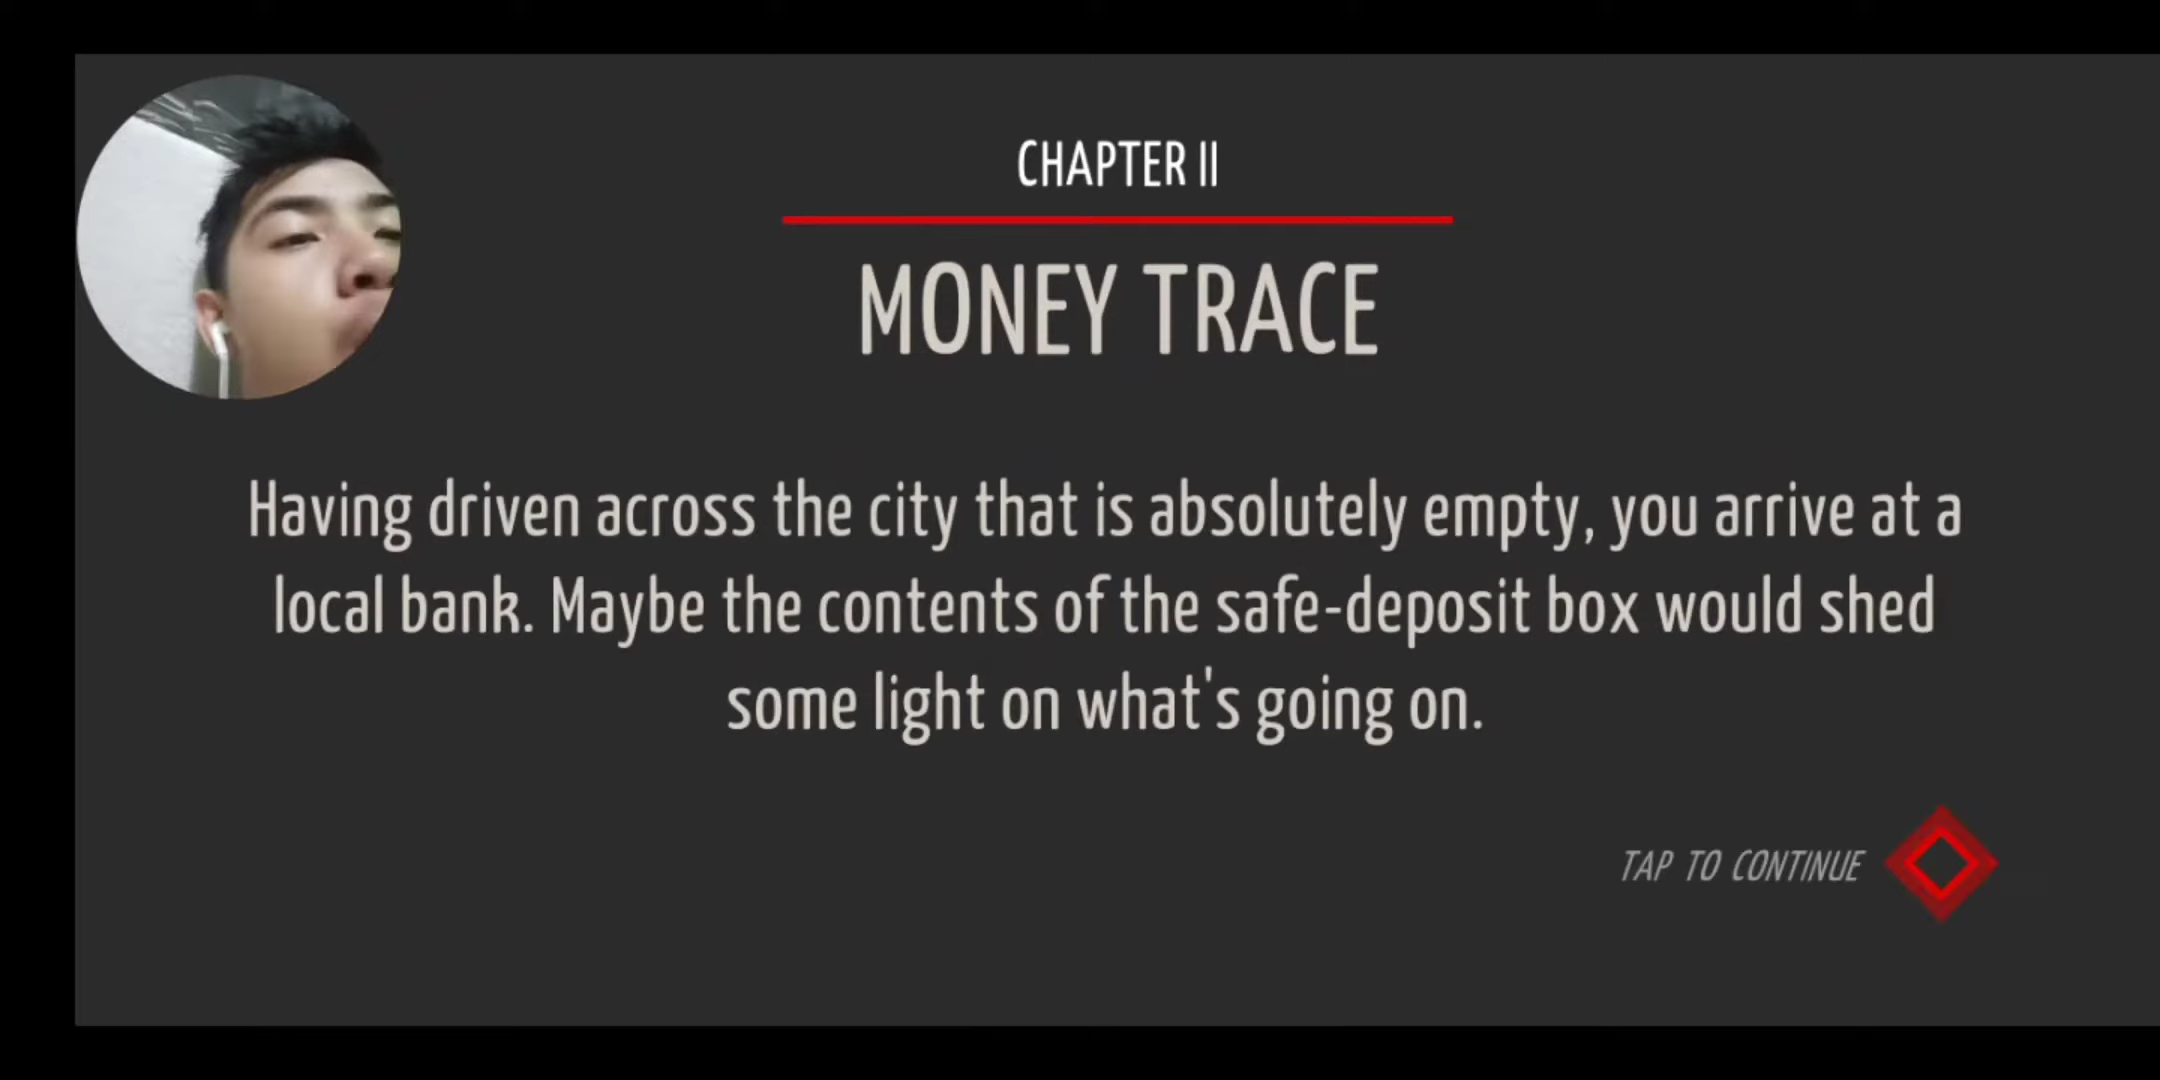 CHAPTER II
MONEY TRACE
Having driven across the city that is absolutely empty, you arrive at a
local bank. Maybe the contents of the safe-deposit box would shed
some light on what's going on.
TAP TO CONTINUE